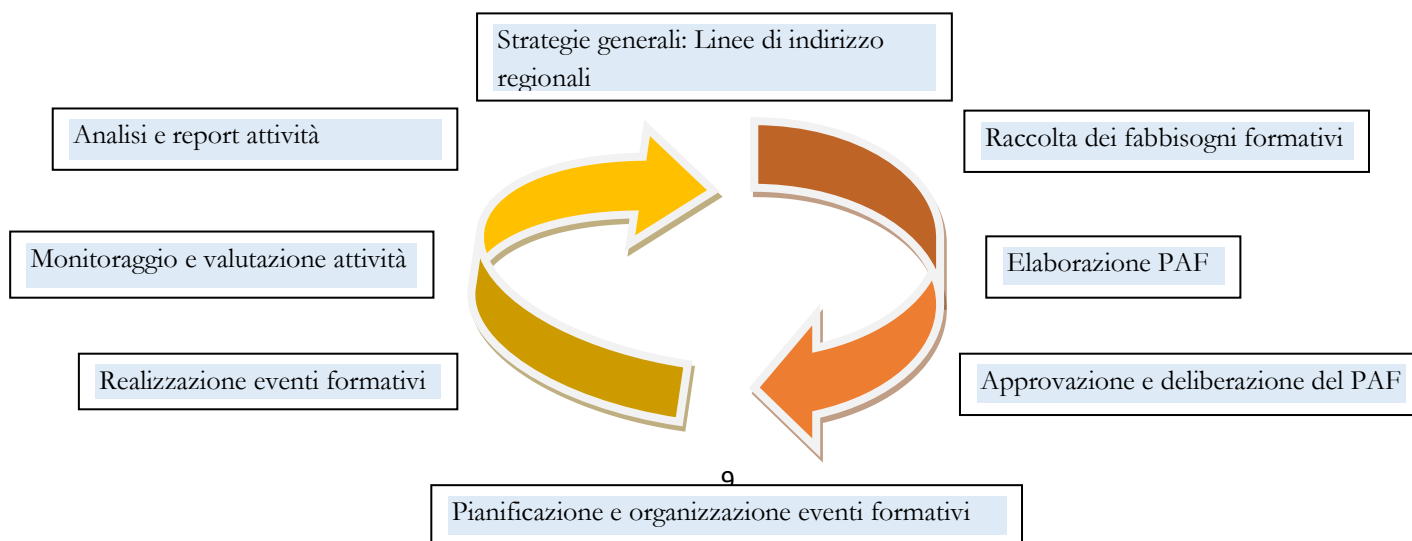 Strategie generali: Linee di indirizzo
regionali
Analisi e report attività
Raccolta dei fabbisogni formativi
Monitoraggio e valutazione attività
Elaborazione PAF
Realizzazione eventi formativi
Approvazione e deliberazione del PAF
9
Pianificazione e organizzazione eventi formativi